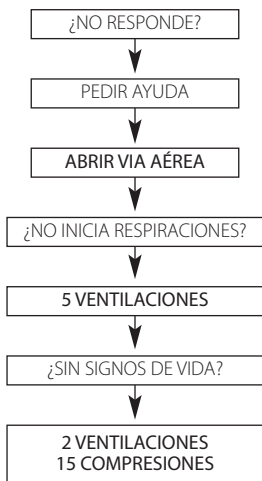 ¿NO RESPONDE?
PEDIR AYUDA
ABRIR VIA AÉREA
¿NO INICIA RESPIRACIONES?
5 VENTILACIONES
¿SIN SIGNOS DE VIDA?
2 VENTILACIONES
15 COMPRESIONES